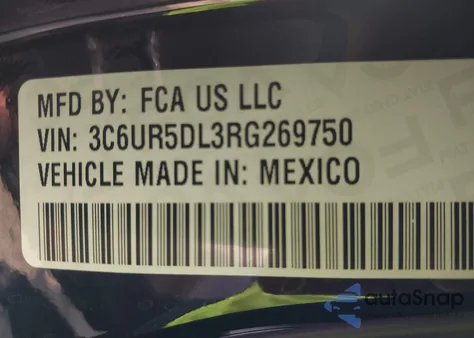 MFD BY: FCA US LLC
VIN: 3C6UR5DL3RG269750
VEHICLE MADE IN: MEXICO
autoSnap